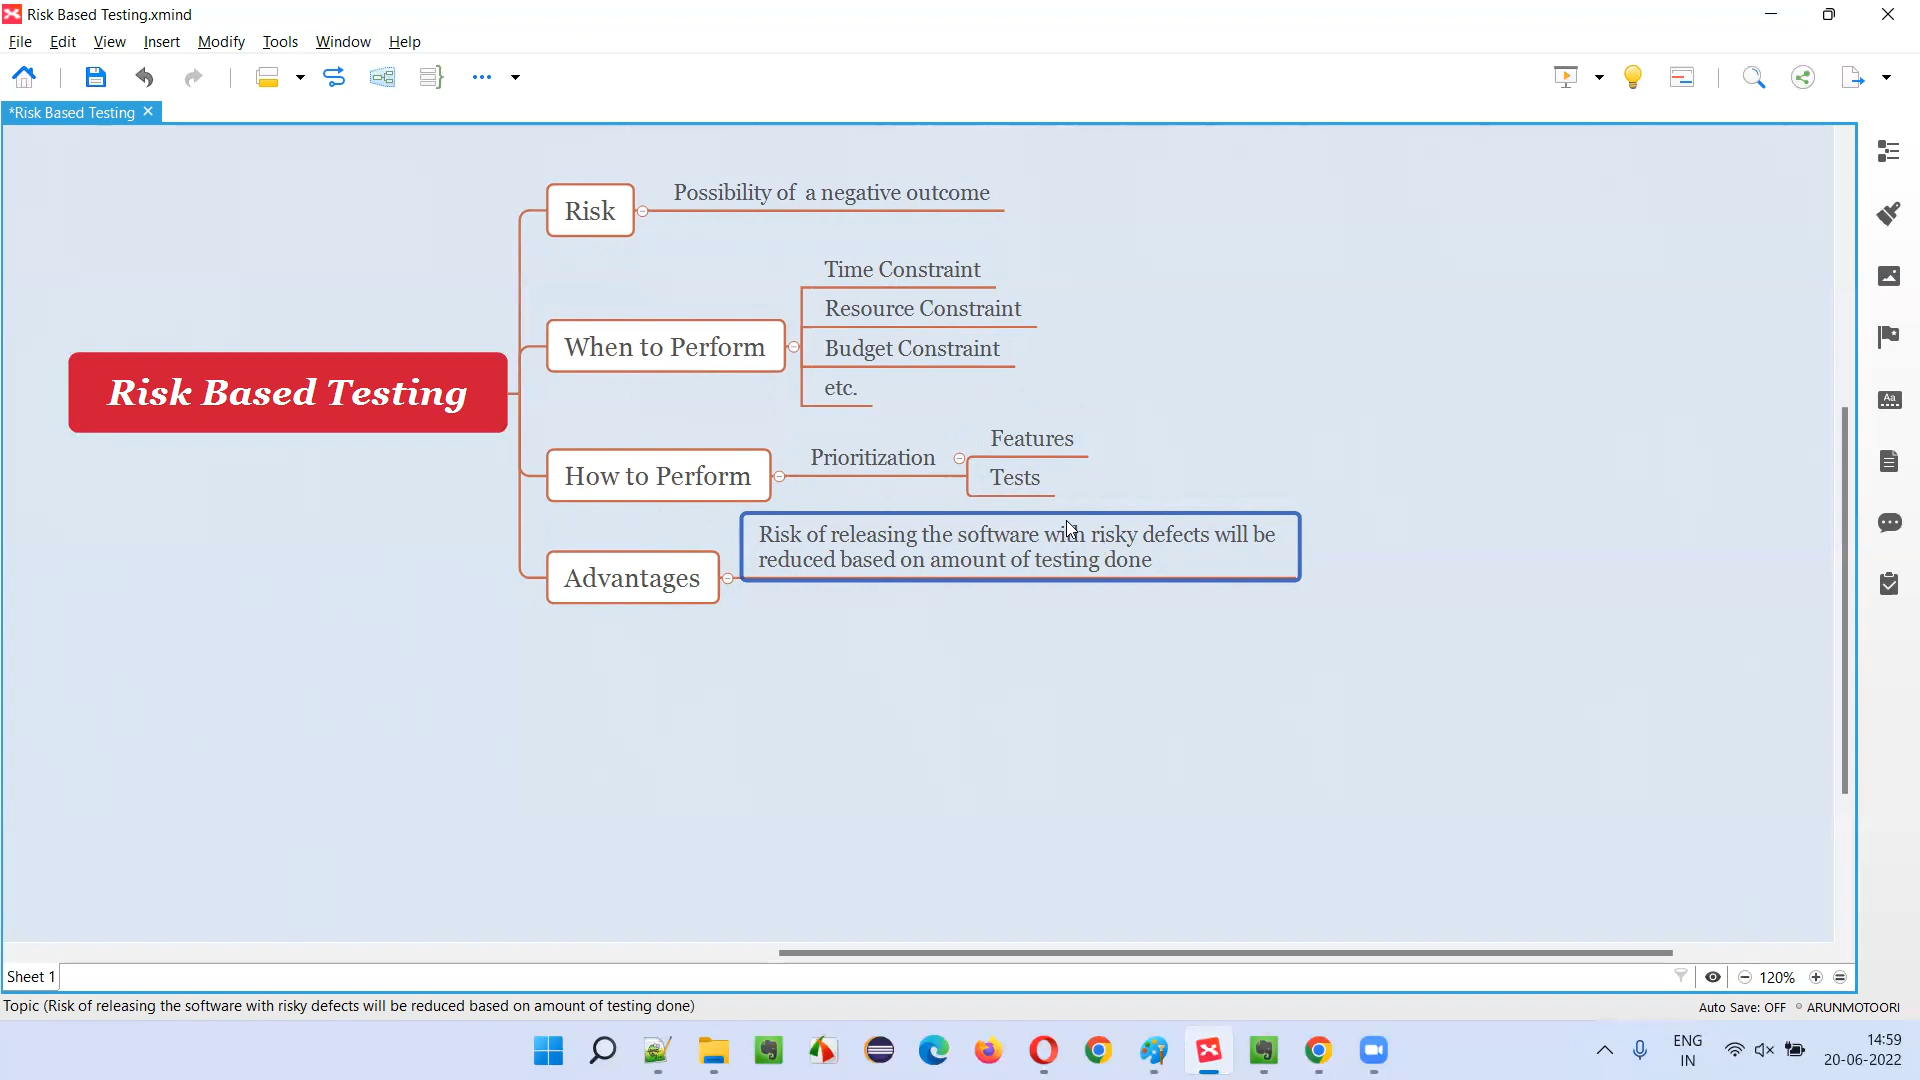 Risk Based Testing.xmind
File Edit View Insert Modify Tools Window Help
*Risk Based Testing
Risk
Possibility of a negative outcome
When to Perform
Time Constraint
Resource Constraint
Budget Constraint
etc.
Risk Based Testing
How to Perform
Prioritization
Features
Tests
Advantages
Risk of releasing the software with risky defects will be
reduced based on amount of testing done
Aa
Sheet 1
120%
Topic (Risk of releasing the software with risky defects will be reduced based on amount of testing done)
Auto Save: OFF
ARUNMOTOORI
ENG
IN
14:59
20-06-2022